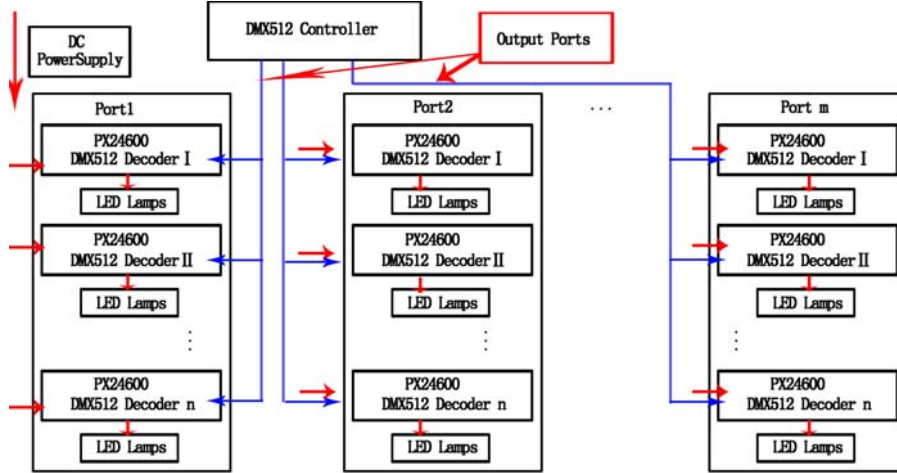 DMX512 Controller
Output Ports
DC
PowerSupply
Port1
PX24600
DMX512 Decoder I
LED Lamps
PX24600
DMX512 Decoder II
LED Lamps
⋮
PX24600
DMX512 Decoder n
LED Lamps
Port2
PX24600
DMX512 Decoder I
LED Lamps
PX24600
DMX512 Decoder II
LED Lamps
⋮
PX24600
DMX512 Decoder n
LED Lamps
...
Port m
PX24600
DMX512 Decoder I
LED Lamps
PX24600
DMX512 Decoder II
LED Lamps
⋮
PX24600
DMX512 Decoder n
LED Lamps